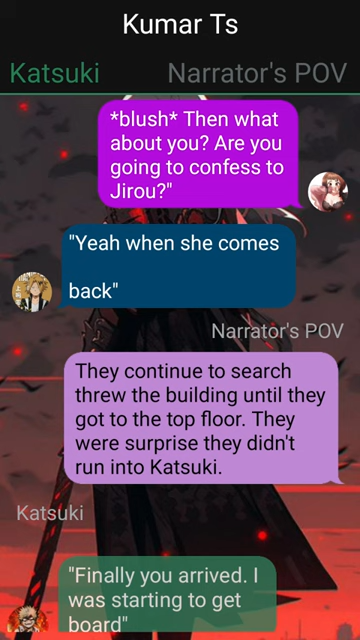 Kumar Ts
Katsuki
Narrator's POV
*blush* Then what
about you? Are you
going to confess to
Jirou?"
"Yeah when she comes
back"
Narrator's POV
They continue to search
threw the building until they
got to the top floor. They
were surprise they didn't
run into Katsuki.
Katsuki
"Finally you arrived. I
was starting to get
board"